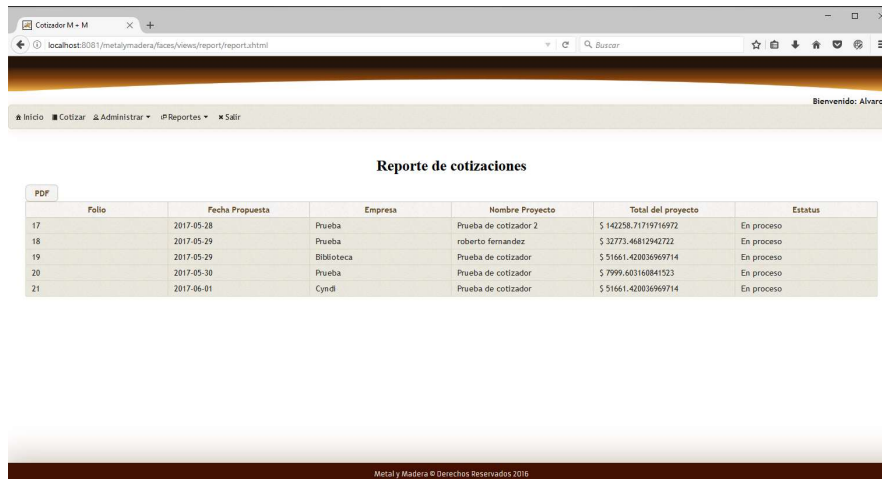 Cotizador M + M
localhost:8081/metalymadera/faces/views/report/report.xhtml
Buscar
Bienvenido: Alvaro
Inicio Cotizar Administrar Reportes Salir
Reporte de cotizaciones
PDF
Folio Fecha Propuesta Empresa Nombre Proyecto Total del proyecto Estatus
17 2017-05-28 Prueba Prueba de cotizador 2 $ 142258.71719716972 En proceso
18 2017-05-29 Prueba roberto fernandez $ 32773.46812942722 En proceso
19 2017-05-29 Biblioteca Prueba de cotizador $ 51661.420036969714 En proceso
20 2017-05-30 Prueba Prueba de cotizador $ 7999.603160841523 En proceso
21 2017-06-01 Cyndi Prueba de cotizador $ 51661.420036969714 En proceso
Metal y Madera © Derechos Reservados 2016